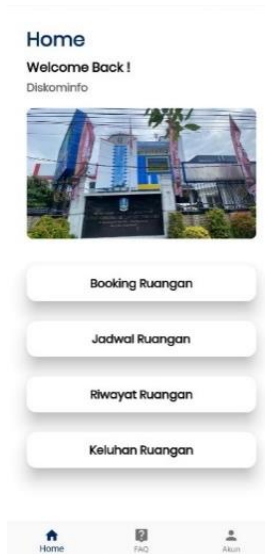 Home
Welcome Back !
Diskominfo
Booking Ruangan
Jadwal Ruangan
Riwayat Ruangan
Keluhan Ruangan
Home
FAQ
Akun